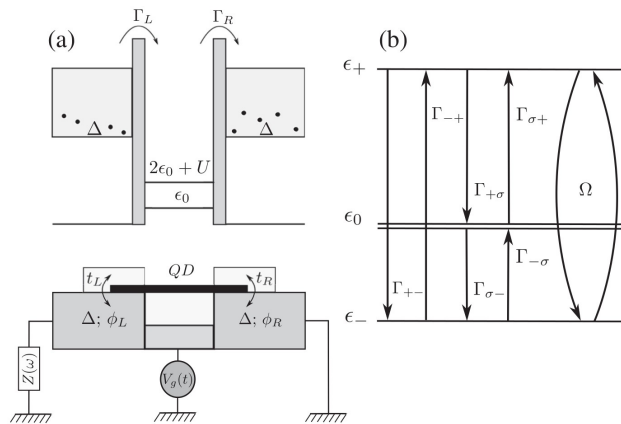 (a)
Γ_L
Γ_R
Δ
Δ
2ϵ_0 + U
ϵ_0
t_L
QD
t_R
Δ; ϕ_L
Δ; ϕ_R
Z(ω)
V_g(t)
(b)
ϵ_+
Γ_{-+}
Γ_{σ+}
Γ_{+σ}
Ω
ϵ_0
Γ_{+-}
Γ_{σ-}
Γ_{-σ}
ϵ_-